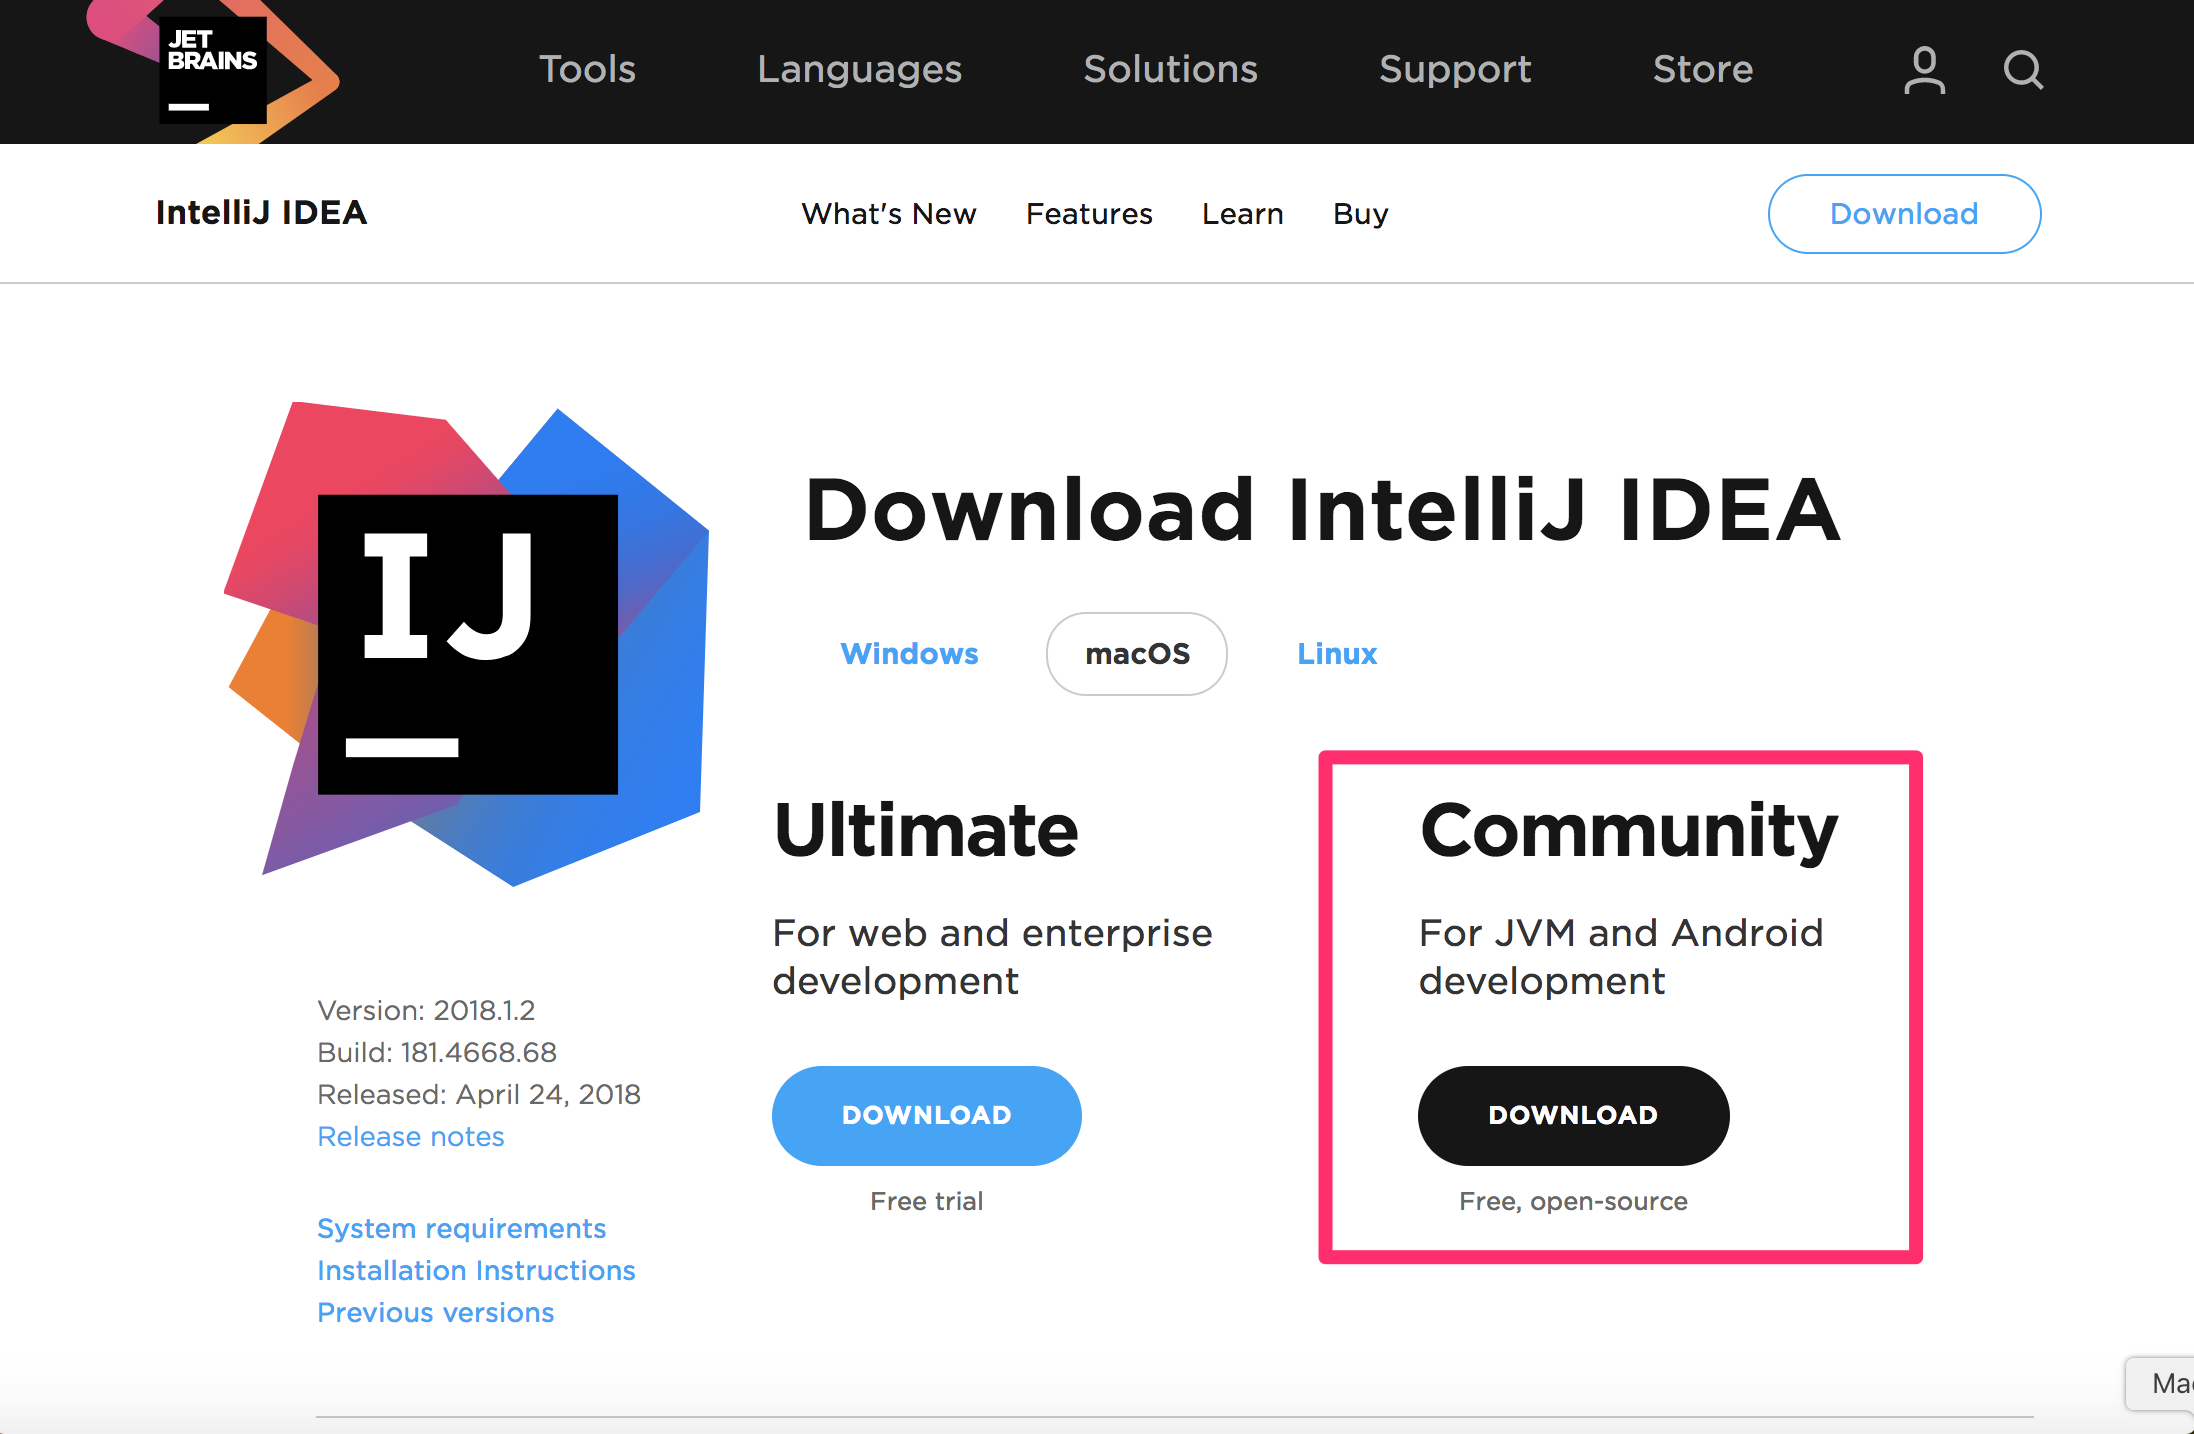 JET
BRAINS
Tools Languages Solutions Support Store
IntelliJ IDEA
What's New Features Learn Buy
Download
IJ
Download IntelliJ IDEA
Windows macOS Linux
Ultimate
For web and enterprise
development
DOWNLOAD
Free trial
Community
For JVM and Android
development
DOWNLOAD
Free, open-source
Version: 2018.1.2
Build: 181.4668.68
Released: April 24, 2018
Release notes
System requirements
Installation Instructions
Previous versions